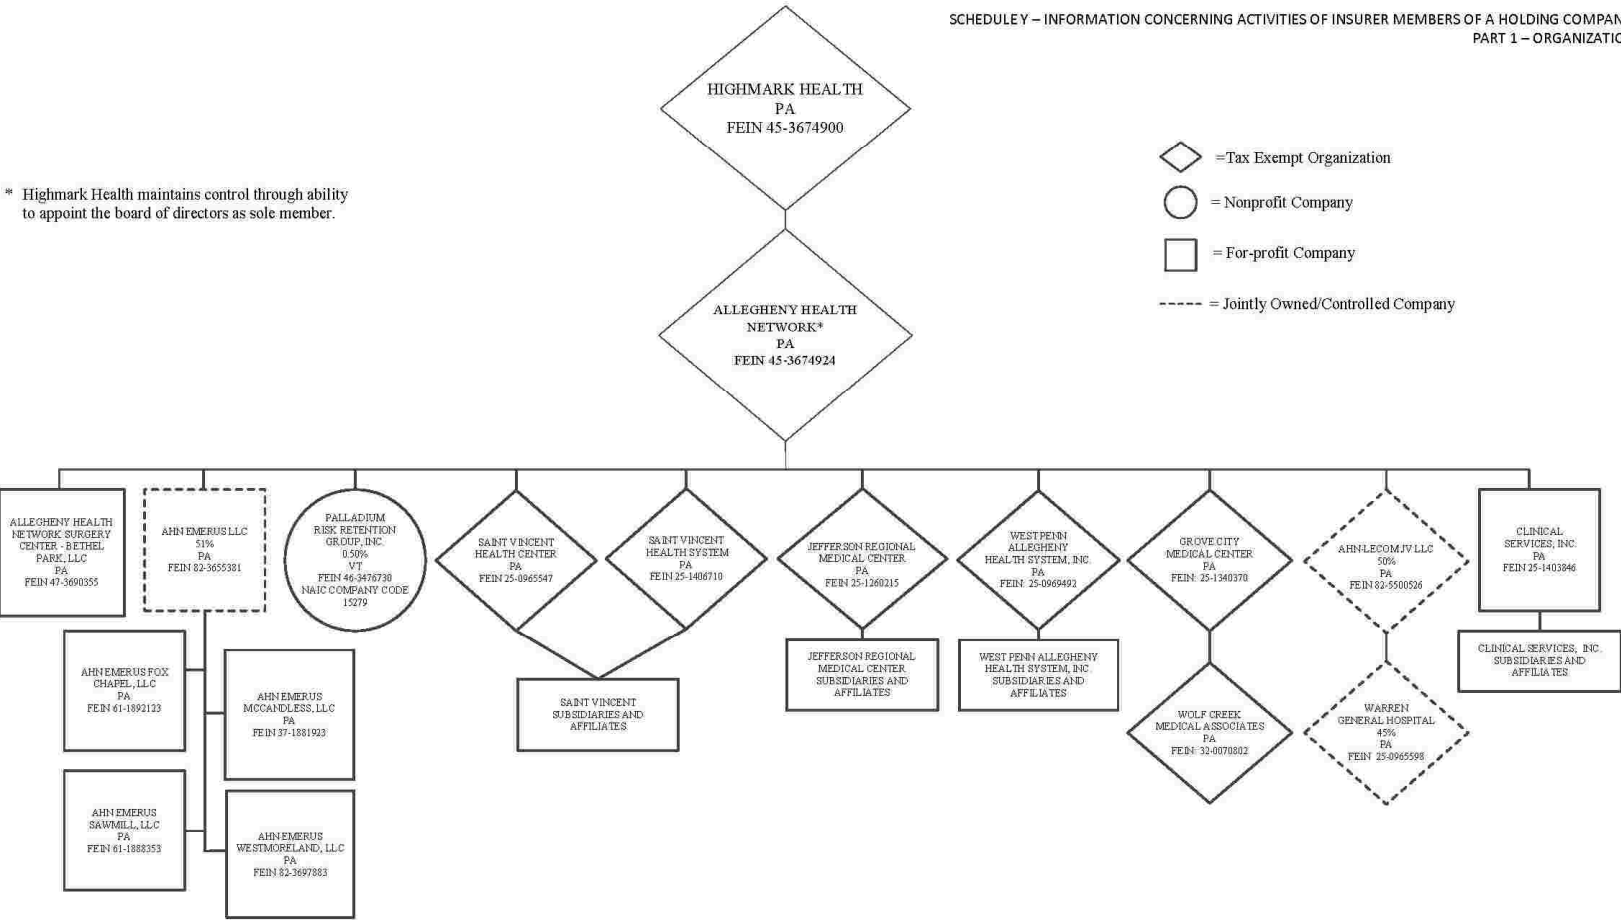 SCHEDULE Y – INFORMATION CONCERNING ACTIVITIES OF INSURER MEMBERS OF A HOLDING COMPAN
PART 1 – ORGANIZATIO
HIGHMARK HEALTH
PA
FEIN 45-3674900
* Highmark Health maintains control through ability
to appoint the board of directors as sole member.
=Tax Exempt Organization
= Nonprofit Company
= For-profit Company
= Jointly Owned/Controlled Company
ALLEGHENY HEALTH
NETWORK*
PA
FEIN 45-3674924
ALLEGHENY HEALTH
NETWORK SURGERY
CENTER - BETHEL
PARK, LLC
PA
FEIN 47-3690355
AHN EMERUS LLC
51%
PA
FEIN 82-3655381
PALLADIUM
RISK RETENTION
GROUP, INC.
0.50%
VT
FEIN 46-3476730
NAIC COMPANY CODE
15279
SAINT VINCENT
HEALTH CENTER
PA
FEIN 25-0965547
SAINT VINCENT
HEALTH SYSTEM
PA
FEIN 25-1406710
JEFFERSON REGIONAL
MEDICAL CENTER
PA
FEIN 25-1260215
WEST PENN
ALLEGHENY
HEALTH SYSTEM, INC.
PA
FEIN: 25-0969492
GROVE CITY
MEDICAL CENTER
PA
FEIN: 25-1340370
AHN-LECOM JV LLC
50%
PA
FEIN 82-5500526
CLINICAL
SERVICES, INC.
PA
FEIN 25-1403846
AHN EMERUS FOX
CHAPEL, LLC
PA
FEIN 61-1892123
AHN EMERUS
MCCANDLESS, LLC
PA
FEIN 37-1881923
AHN EMERUS
SAWMILL, LLC
PA
FEIN 61-1888353
AHN EMERUS
WESTMORELAND, LLC
PA
FEIN 82-3697883
SAINT VINCENT
SUBSIDIARIES AND
AFFILIATES
JEFFERSON REGIONAL
MEDICAL CENTER
SUBSIDIARIES AND
AFFILIATES
WEST PENN ALLEGHENY
HEALTH SYSTEM, INC.
SUBSIDIARIES AND
AFFILIATES
WOLF CREEK
MEDICAL ASSOCIATES
PA
FEIN: 32-0070802
WARREN
GENERAL HOSPITAL
45%
PA
FEIN 25-0965598
CLINICAL SERVICES, INC.
SUBSIDIARIES AND
AFFILIATES